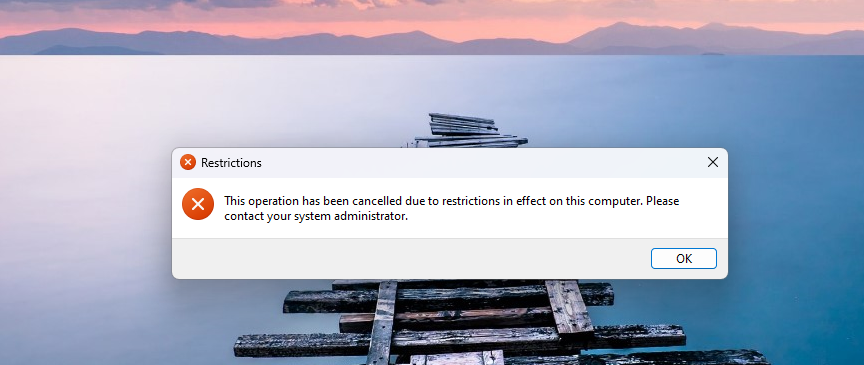 Restrictions
This operation has been cancelled due to restrictions in effect on this computer. Please
contact your system administrator.
OK